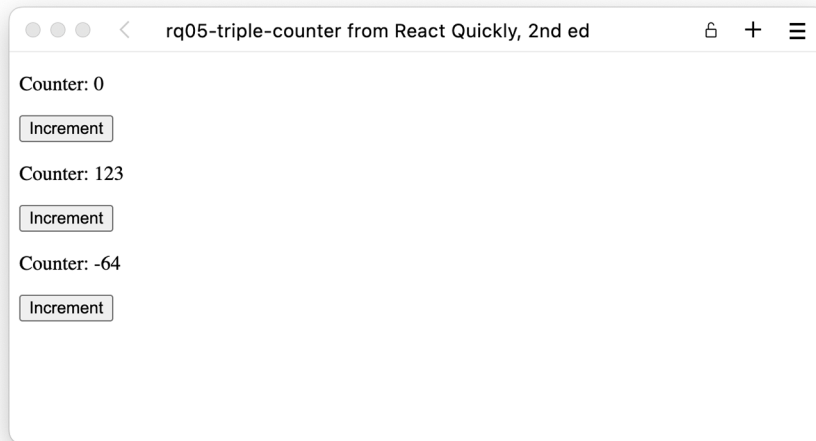 rq05-triple-counter from React Quickly, 2nd ed
Counter: 0
Increment
Counter: 123
Increment
Counter: -64
Increment